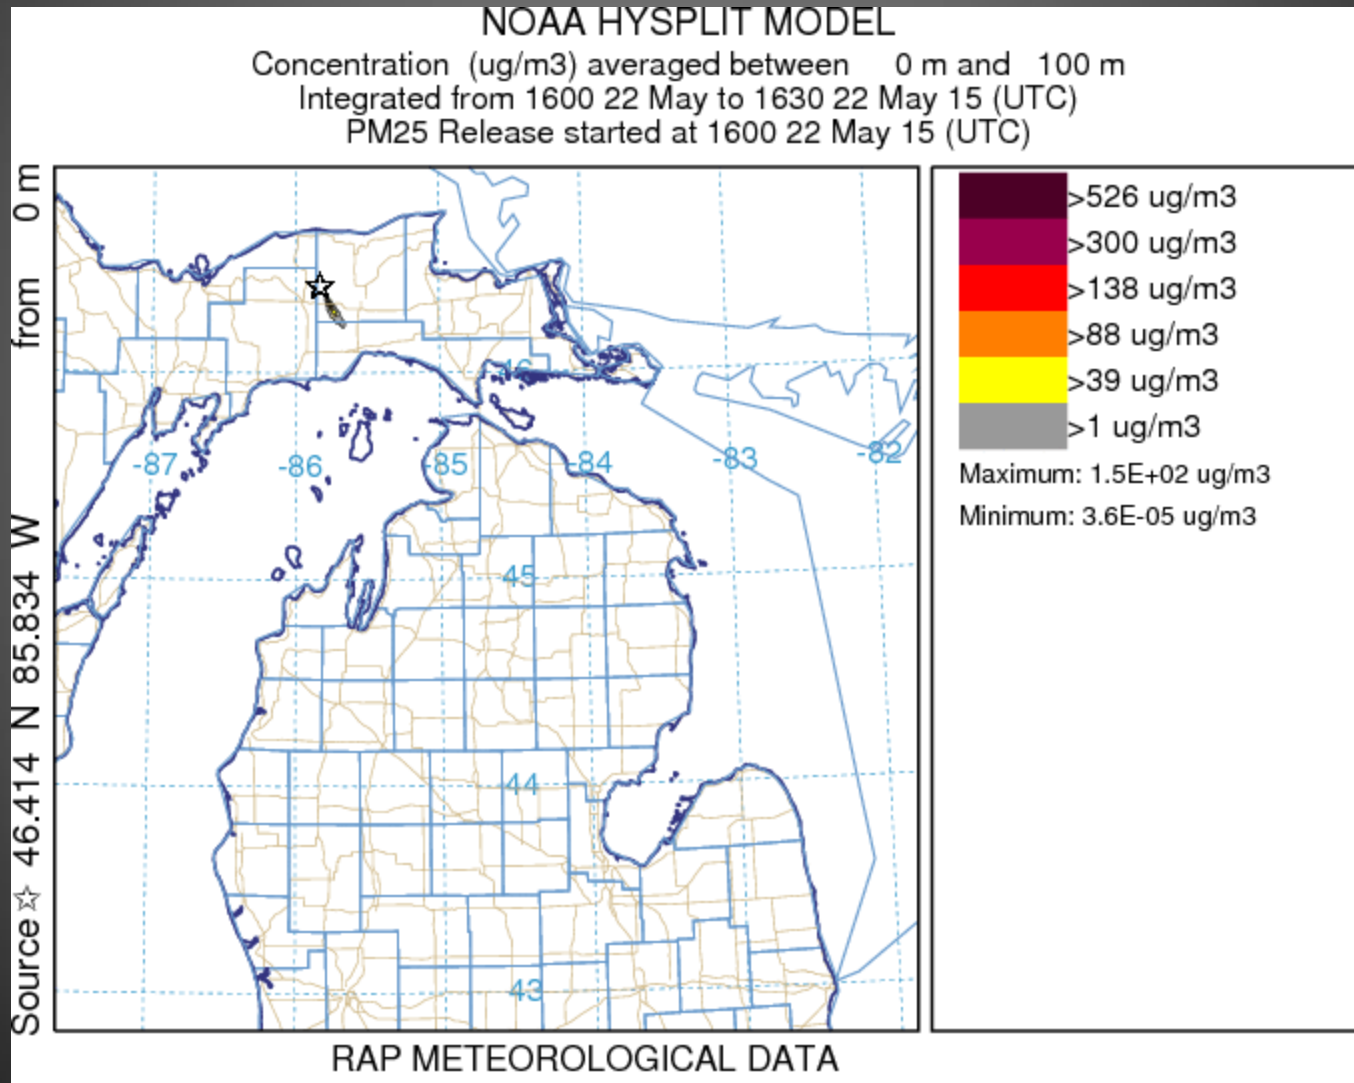 NOAA HYSPLIT MODEL
Concentration (ug/m3) averaged between 0 m and 100 m
Integrated from 1600 22 May to 1630 22 May 15 (UTC)
PM25 Release started at 1600 22 May 15 (UTC)
Source ☆ 46.414 N 85.834 W from 0 m
>526 ug/m3
>300 ug/m3
>138 ug/m3
>88 ug/m3
>39 ug/m3
>1 ug/m3
Maximum: 1.5E+02 ug/m3
Minimum: 3.6E-05 ug/m3
46
-87
-86
-85
-84
-83
-82
45
44
43
RAP METEOROLOGICAL DATA